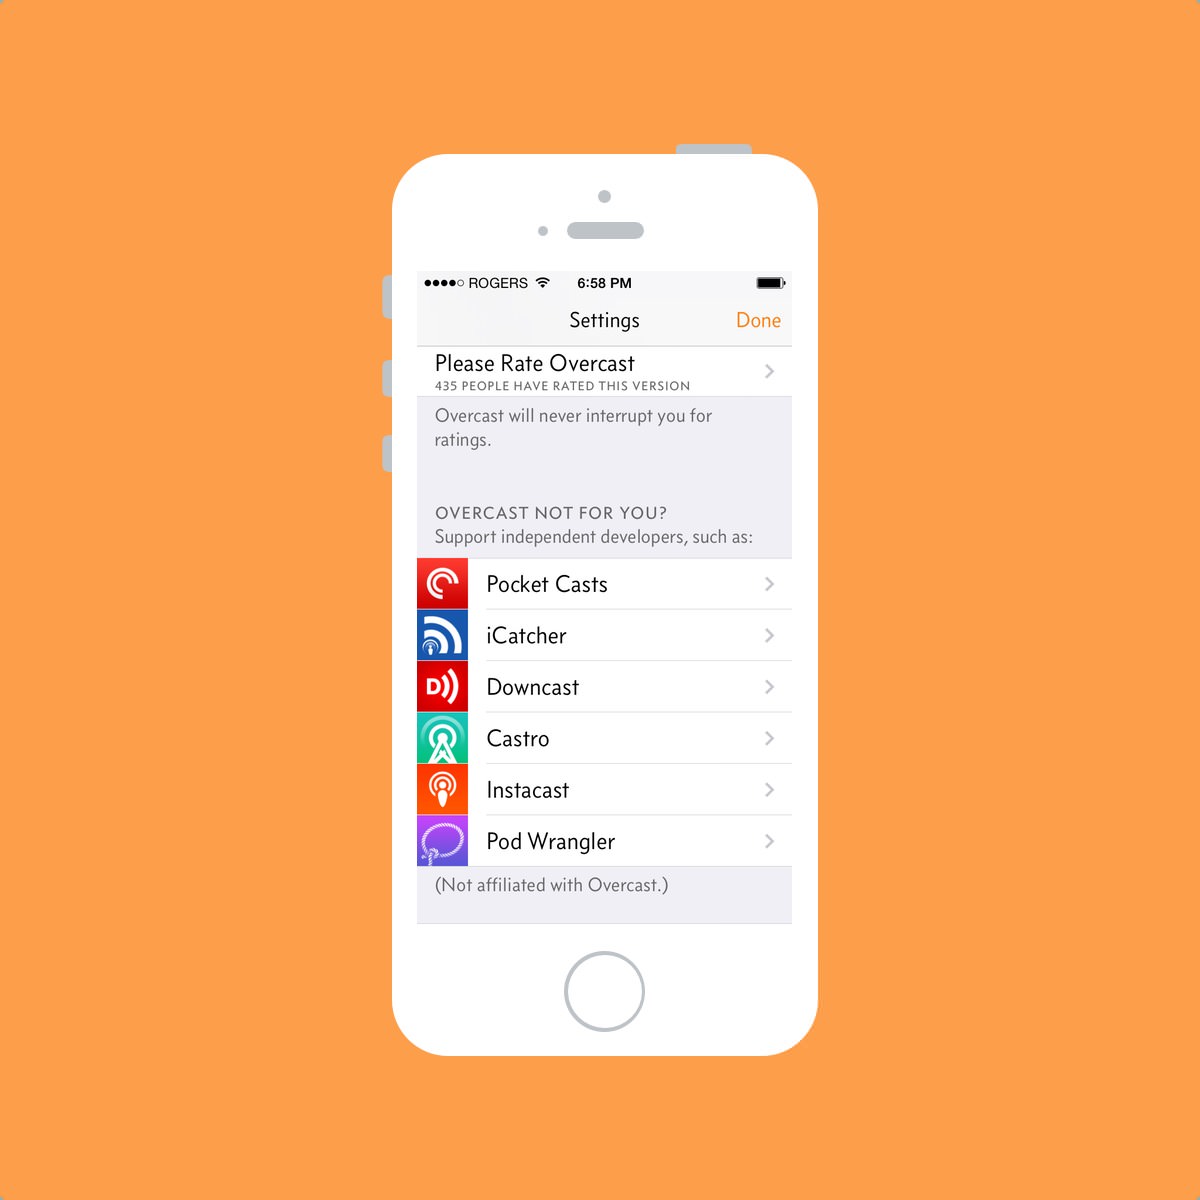 ROGERS 6:58 PM
Settings Done
Please Rate Overcast
435 PEOPLE HAVE RATED THIS VERSION
Overcast will never interrupt you for
ratings.
OVERCAST NOT FOR YOU?
Support independent developers, such as:
Pocket Casts
iCatcher
D Downcast
Castro
Instacast
Pod Wrangler
(Not affiliated with Overcast.)